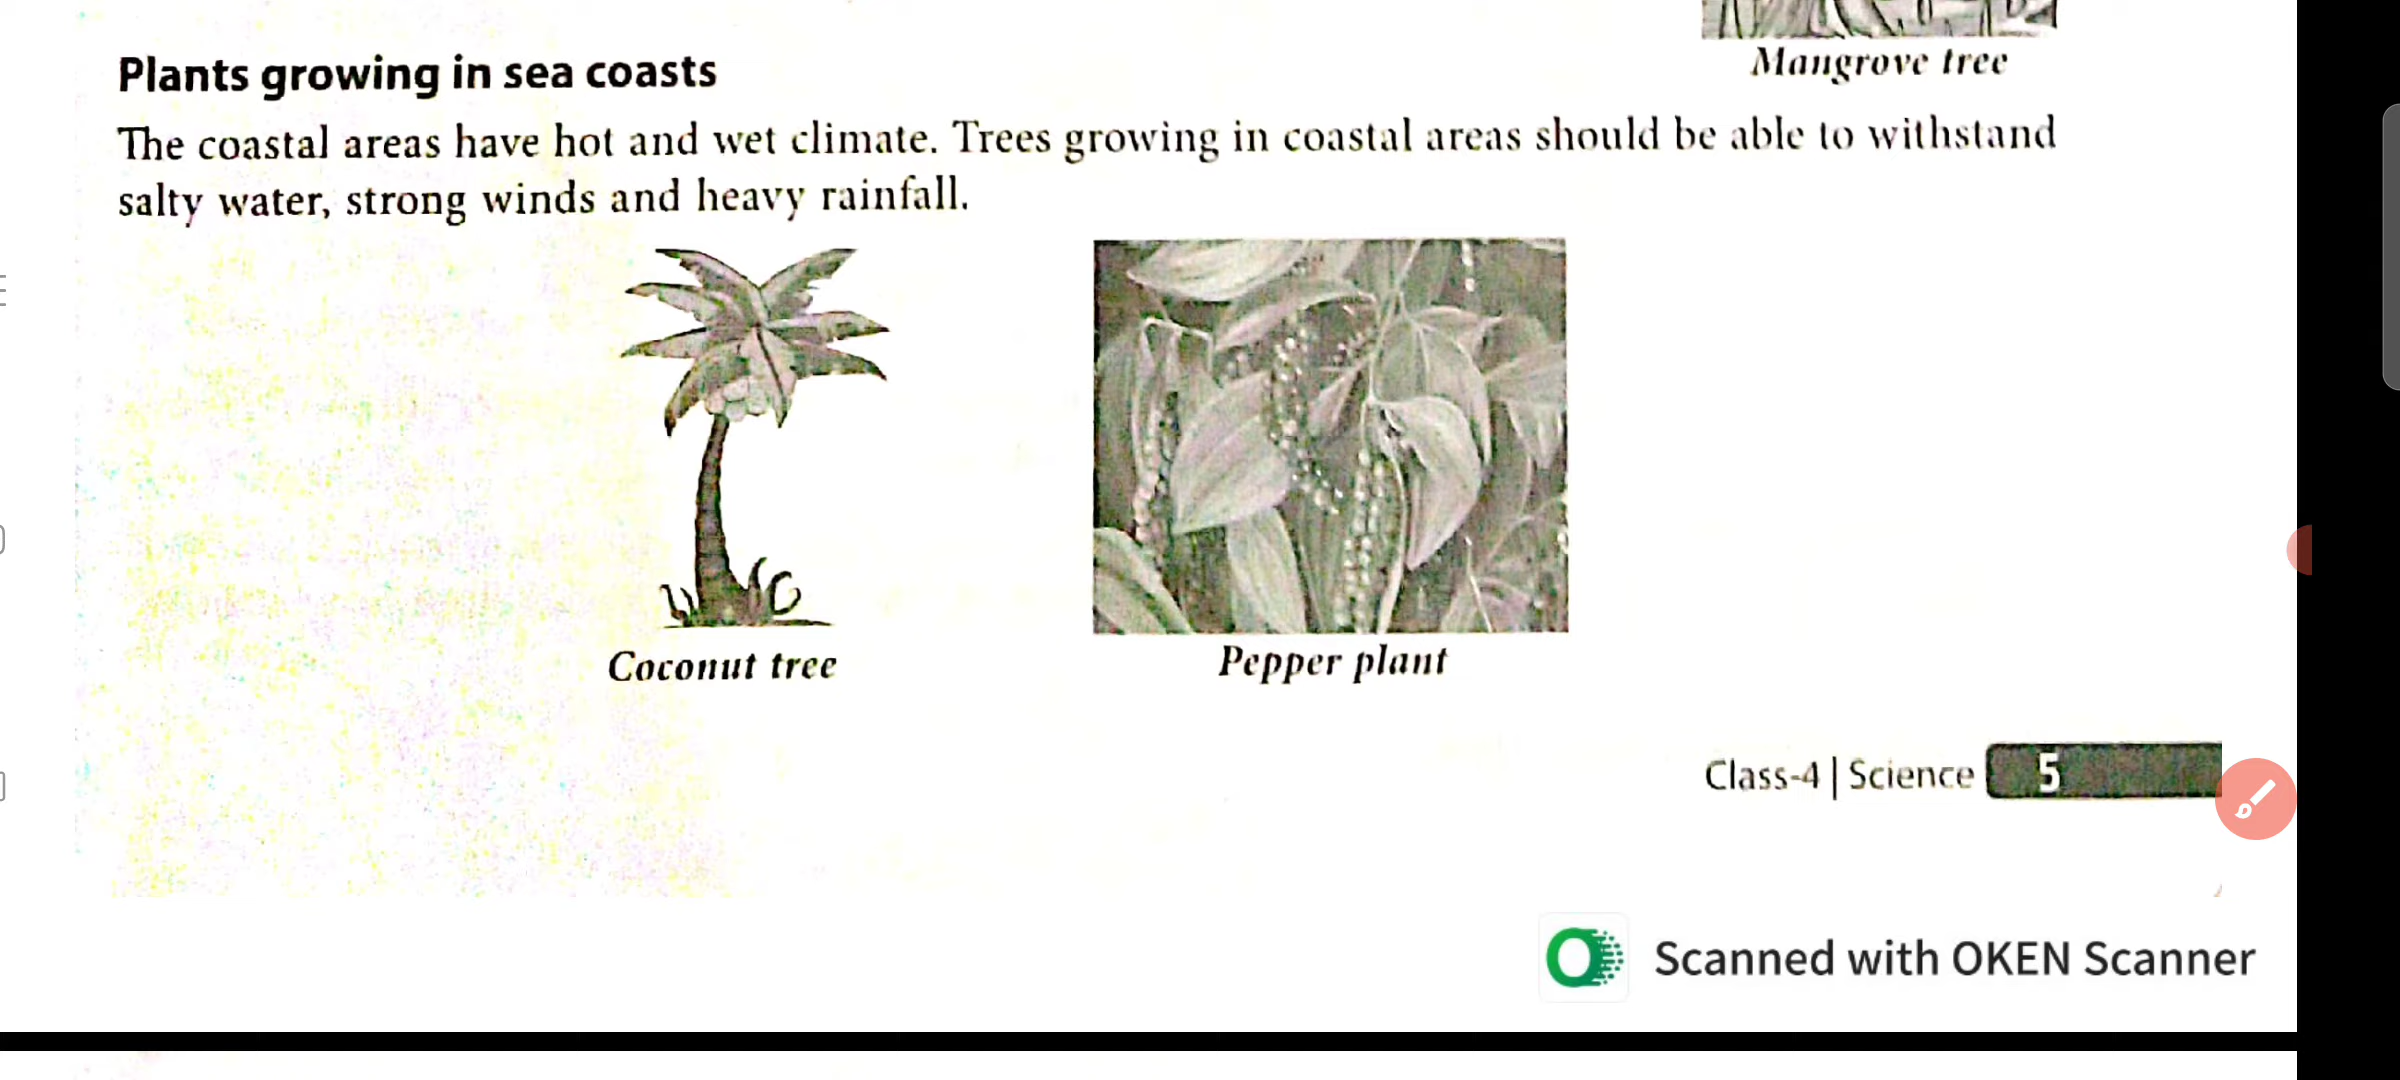 Mangrove tree
Plants growing in sea coasts
The coastal areas have hot and wet climate. Trees growing in coastal areas should be able to withstand
salty water, strong winds and heavy rainfall.
Coconut tree
Pepper plant
Class-4 | Science 5
Scanned with OKEN Scanner